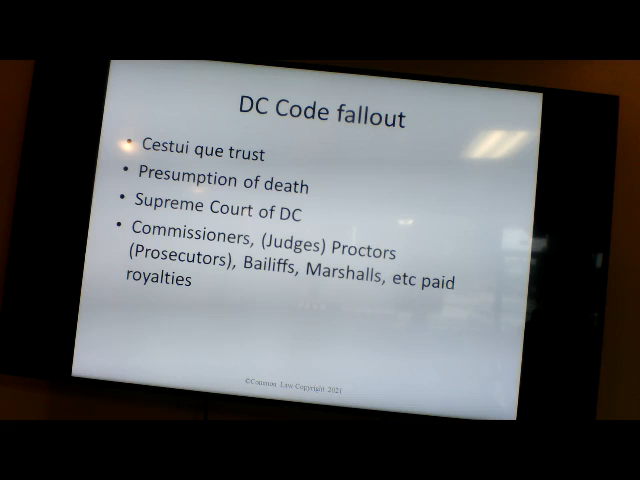 DC Code fallout
• Cestui que trust
• Presumption of death
• Supreme Court of DC
• Commissioners, (Judges) Proctors
(Prosecutors), Bailiffs, Marshalls, etc paid
royalties
©Common Law Copyright 2021